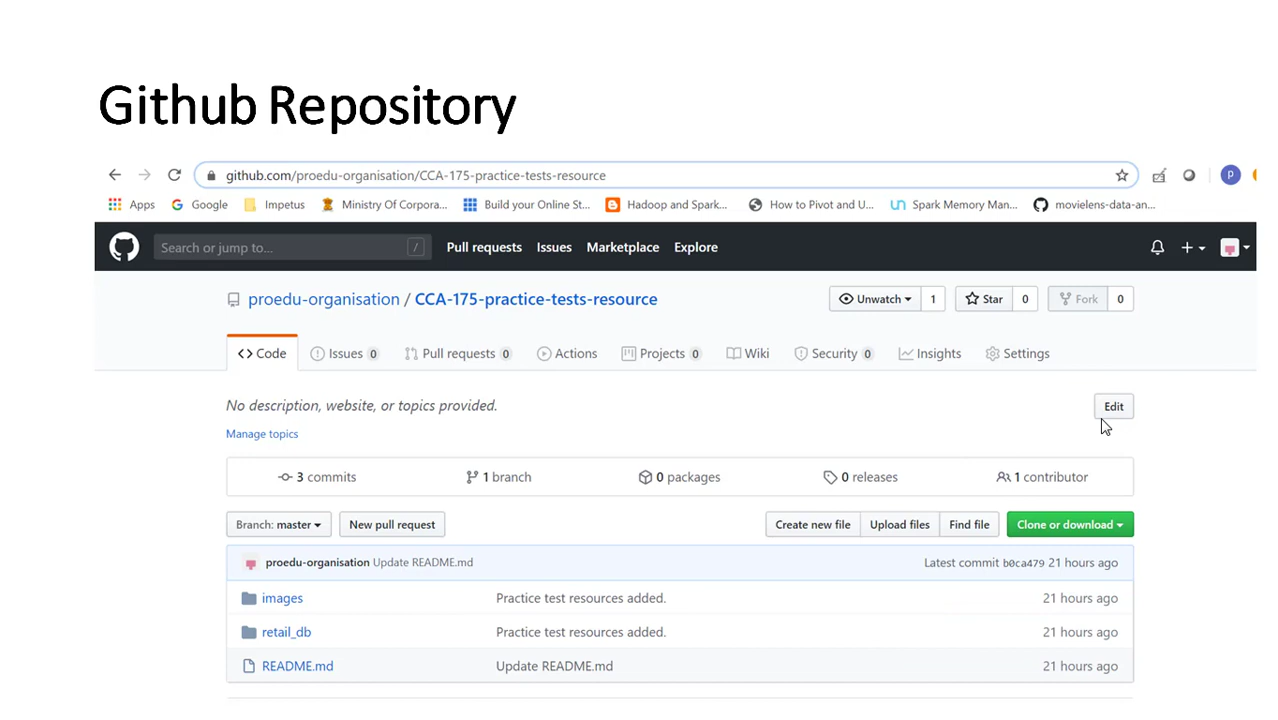 Github Repository
github.com/proedu-organisation/CCA-175-practice-tests-resource P
Apps Google Impetus Ministry Of Corpora... Build your Online St... Hadoop and Spark... How to Pivot and U... Spark Memory Man... movielens-data-an...
Search or jump to... / Pull requests Issues Marketplace Explore
proedu-organisation / CCA-175-practice-tests-resource Unwatch 1 Star 0 Fork 0
Code Issues 0 Pull requests 0 Actions Projects 0 Wiki Security 0 Insights Settings
No description, website, or topics provided. Edit
Manage topics
3 commits 1 branch 0 packages 0 releases 1 contributor
Branch: master New pull request Create new file Upload files Find file Clone or download
proedu-organisation Update README.md Latest commit b0ca479 21 hours ago
images Practice test resources added. 21 hours ago
retail_db Practice test resources added. 21 hours ago
README.md Update README.md 21 hours ago